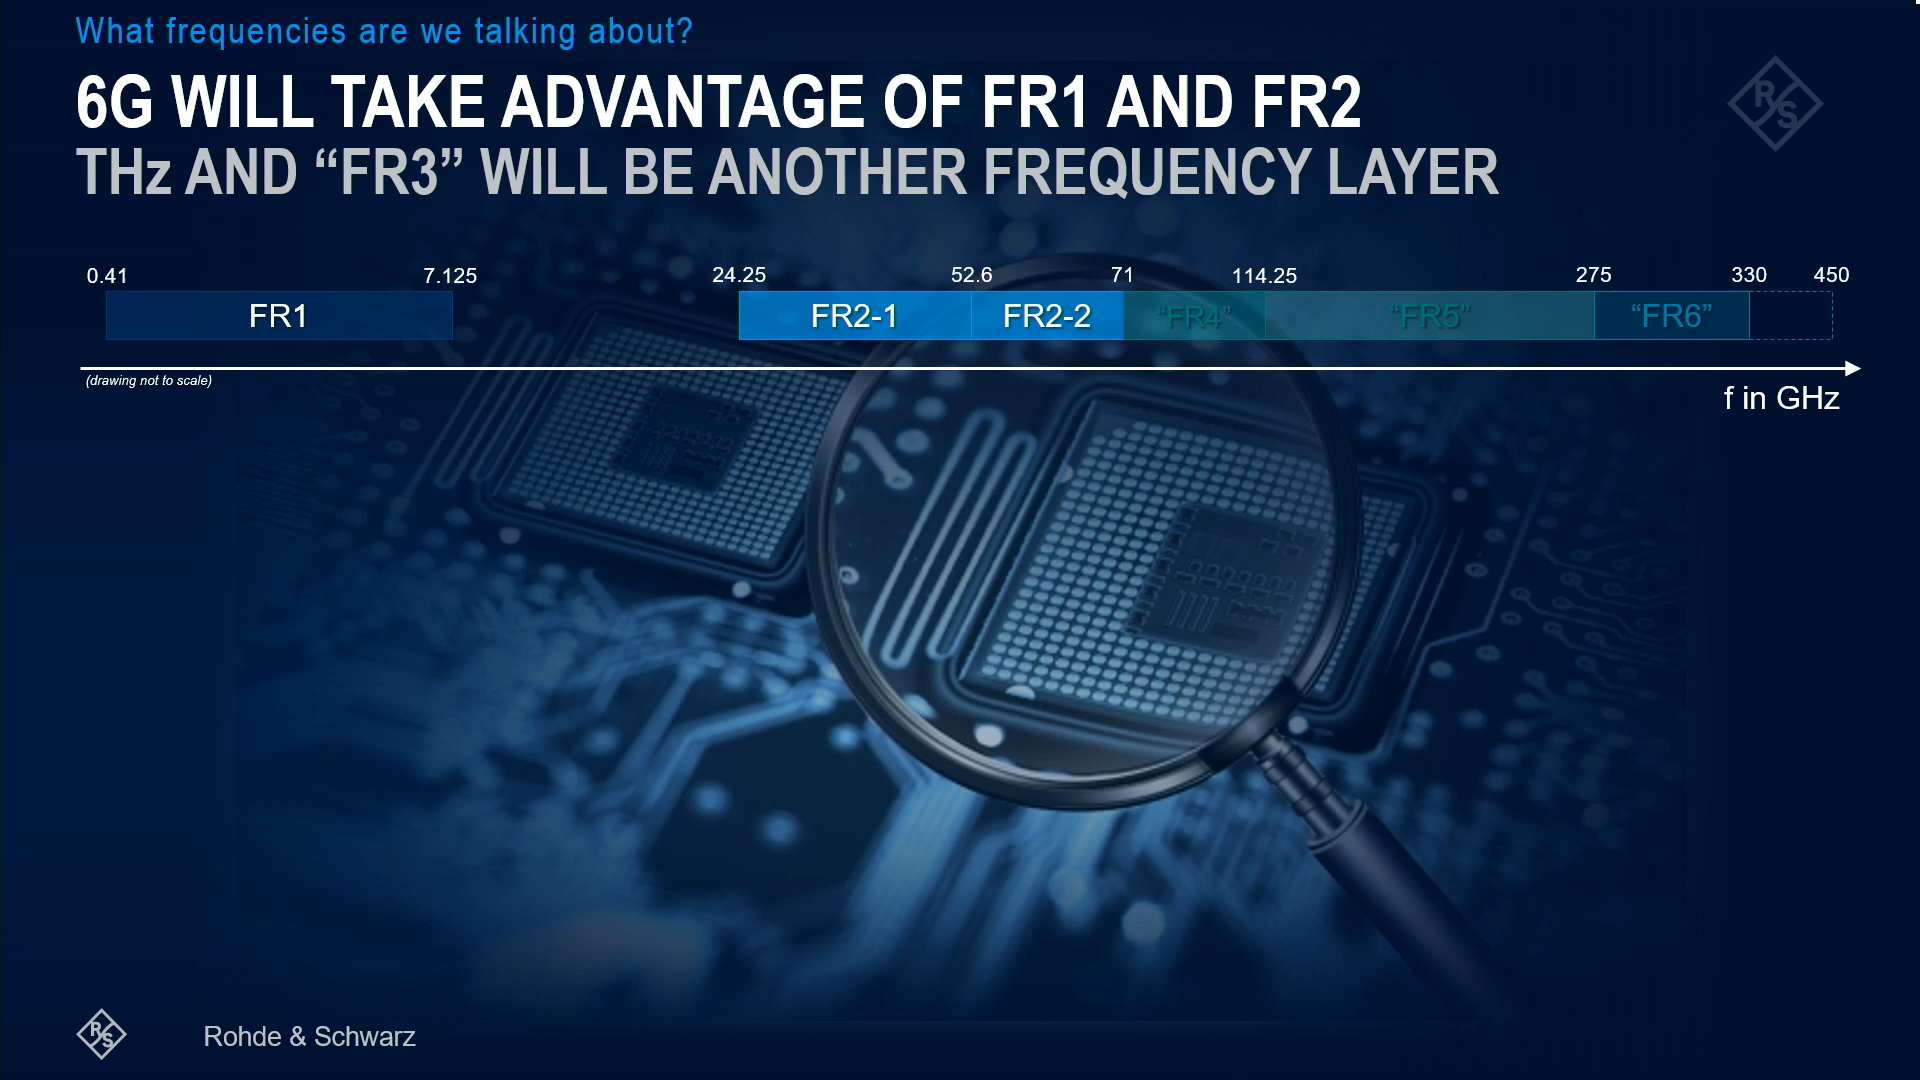 What frequencies are we talking about?
6G WILL TAKE ADVANTAGE OF FR1 AND FR2
THz AND “FR3” WILL BE ANOTHER FREQUENCY LAYER
R/S
0.41 7.125 24.25 52.6 71 114.25 275 330 450
FR1 FR2-1 FR2-2 “FR4” “FR5” “FR6”
(drawing not to scale)
f in GHz
R/S
Rohde & Schwarz